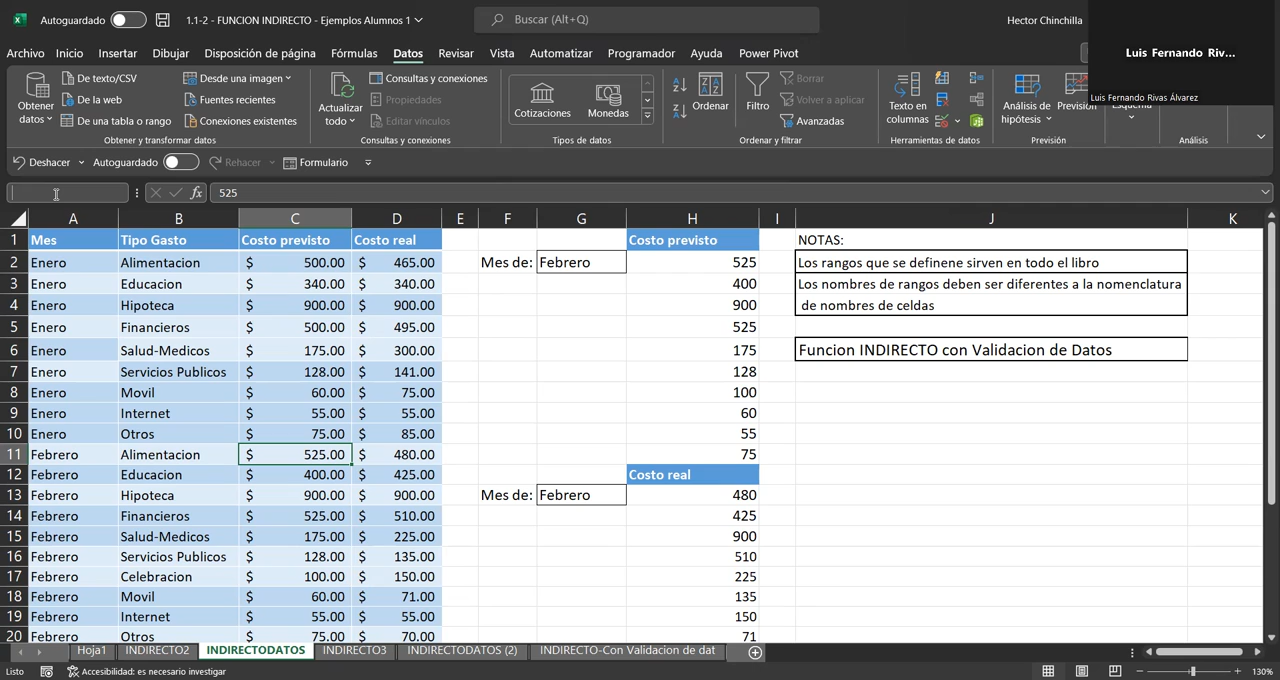 Autoguardado 1.1-2 - FUNCION INDIRECTO - Ejemplos Alumnos 1 Buscar (Alt+Q) Hector Chinchilla
Luis Fernando Riv...
Luis Fernando Rivas Álvarez
Archivo Inicio Insertar Dibujar Disposición de página Fórmulas Datos Revisar Vista Automatizar Programador Ayuda Power Pivot
Obtener datos
De texto/CSV
De la web
De una tabla o rango
Desde una imagen
Fuentes recientes
Conexiones existentes
Obtener y transformar datos
Actualizar todo
Consultas y conexiones
Propiedades
Editar vínculos
Consultas y conexiones
Cotizaciones Monedas
Tipos de datos
Ordenar
Filtro
Borrar
Volver a aplicar
Avanzadas
Ordenar y filtrar
Texto en columnas
Herramientas de datos
Análisis de hipótesis
Previsión
Previsión
Esquema
Análisis
Deshacer Autoguardado Rehacer Formulario
fx 525
A B C D E F G H I J K
1 Mes Tipo Gasto Costo previsto Costo real Costo previsto NOTAS:
2 Enero Alimentacion $ 500.00 $ 465.00 Mes de: Febrero 525 Los rangos que se definene sirven en todo el libro
3 Enero Educacion $ 340.00 $ 340.00 400 Los nombres de rangos deben ser diferentes a la nomenclatura
4 Enero Hipoteca $ 900.00 $ 900.00 900 de nombres de celdas
5 Enero Financieros $ 500.00 $ 495.00 525
6 Enero Salud-Medicos $ 175.00 $ 300.00 175 Funcion INDIRECTO con Validacion de Datos
7 Enero Servicios Publicos $ 128.00 $ 141.00 128
8 Enero Movil $ 60.00 $ 75.00 100
9 Enero Internet $ 55.00 $ 55.00 60
10 Enero Otros $ 75.00 $ 85.00 55
11 Febrero Alimentacion $ 525.00 $ 480.00 75
12 Febrero Educacion $ 400.00 $ 425.00 Costo real
13 Febrero Hipoteca $ 900.00 $ 900.00 Mes de: Febrero 480
14 Febrero Financieros $ 525.00 $ 510.00 425
15 Febrero Salud-Medicos $ 175.00 $ 225.00 900
16 Febrero Servicios Publicos $ 128.00 $ 135.00 510
17 Febrero Celebracion $ 100.00 $ 150.00 225
18 Febrero Movil $ 60.00 $ 71.00 135
19 Febrero Internet $ 55.00 $ 55.00 150
20 Febrero Otros $ 75.00 $ 70.00 71
Hoja1 INDIRECTO2 INDIRECTODATOS INDIRECTO3 INDIRECTODATOS (2) INDIRECTO-Con Validacion de dat
Listo Accesibilidad: es necesario investigar 130%